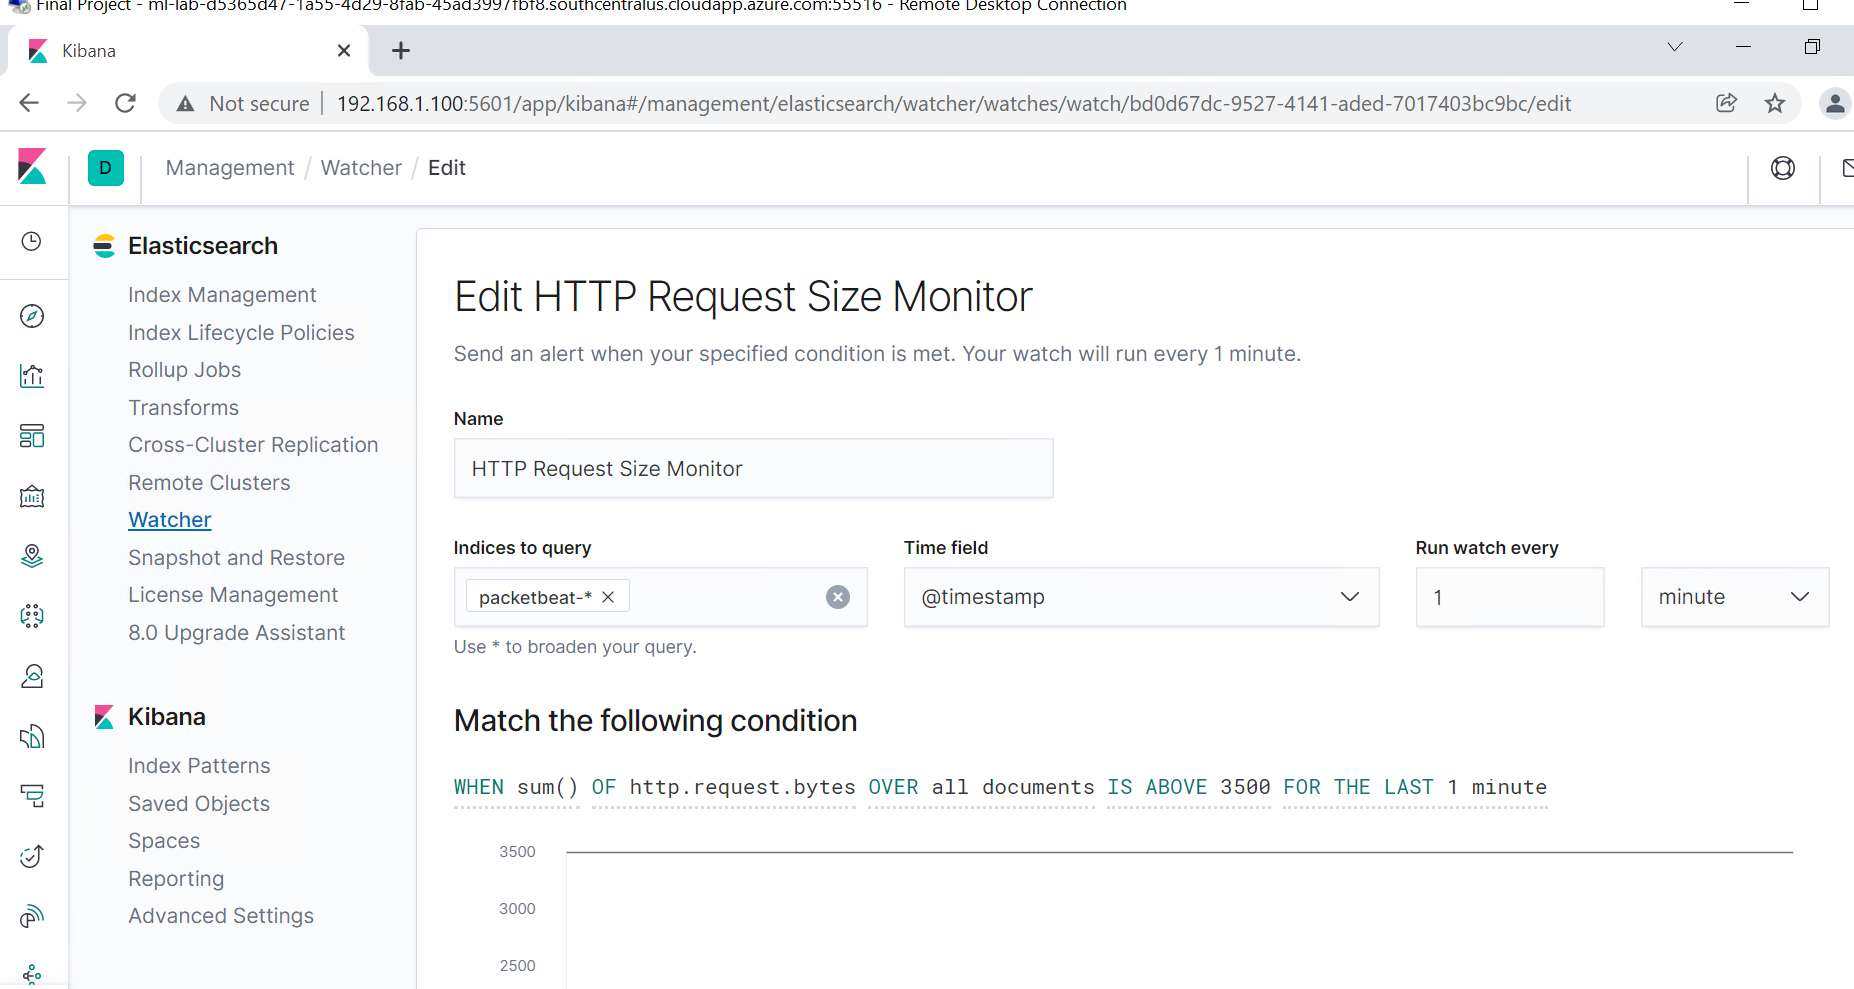 Final Project - ml-lab-d5365d47-1a55-4d29-8fab-45ad3997fbf8.southcentralus.cloudapp.azure.com:55516 - Remote Desktop Connection
Kibana
Not secure 192.168.1.100:5601/app/kibana#/management/elasticsearch/watcher/watches/watch/bd0d67dc-9527-4141-aded-7017403bc9bc/edit
D Management / Watcher / Edit
Elasticsearch
Index Management
Index Lifecycle Policies
Rollup Jobs
Transforms
Cross-Cluster Replication
Remote Clusters
Watcher
Snapshot and Restore
License Management
8.0 Upgrade Assistant
Kibana
Index Patterns
Saved Objects
Spaces
Reporting
Advanced Settings
Edit HTTP Request Size Monitor
Send an alert when your specified condition is met. Your watch will run every 1 minute.
Name
HTTP Request Size Monitor
Indices to query Time field Run watch every
packetbeat-* @timestamp 1 minute
Use * to broaden your query.
Match the following condition
WHEN sum() OF http.request.bytes OVER all documents IS ABOVE 3500 FOR THE LAST 1 minute
3500
3000
2500